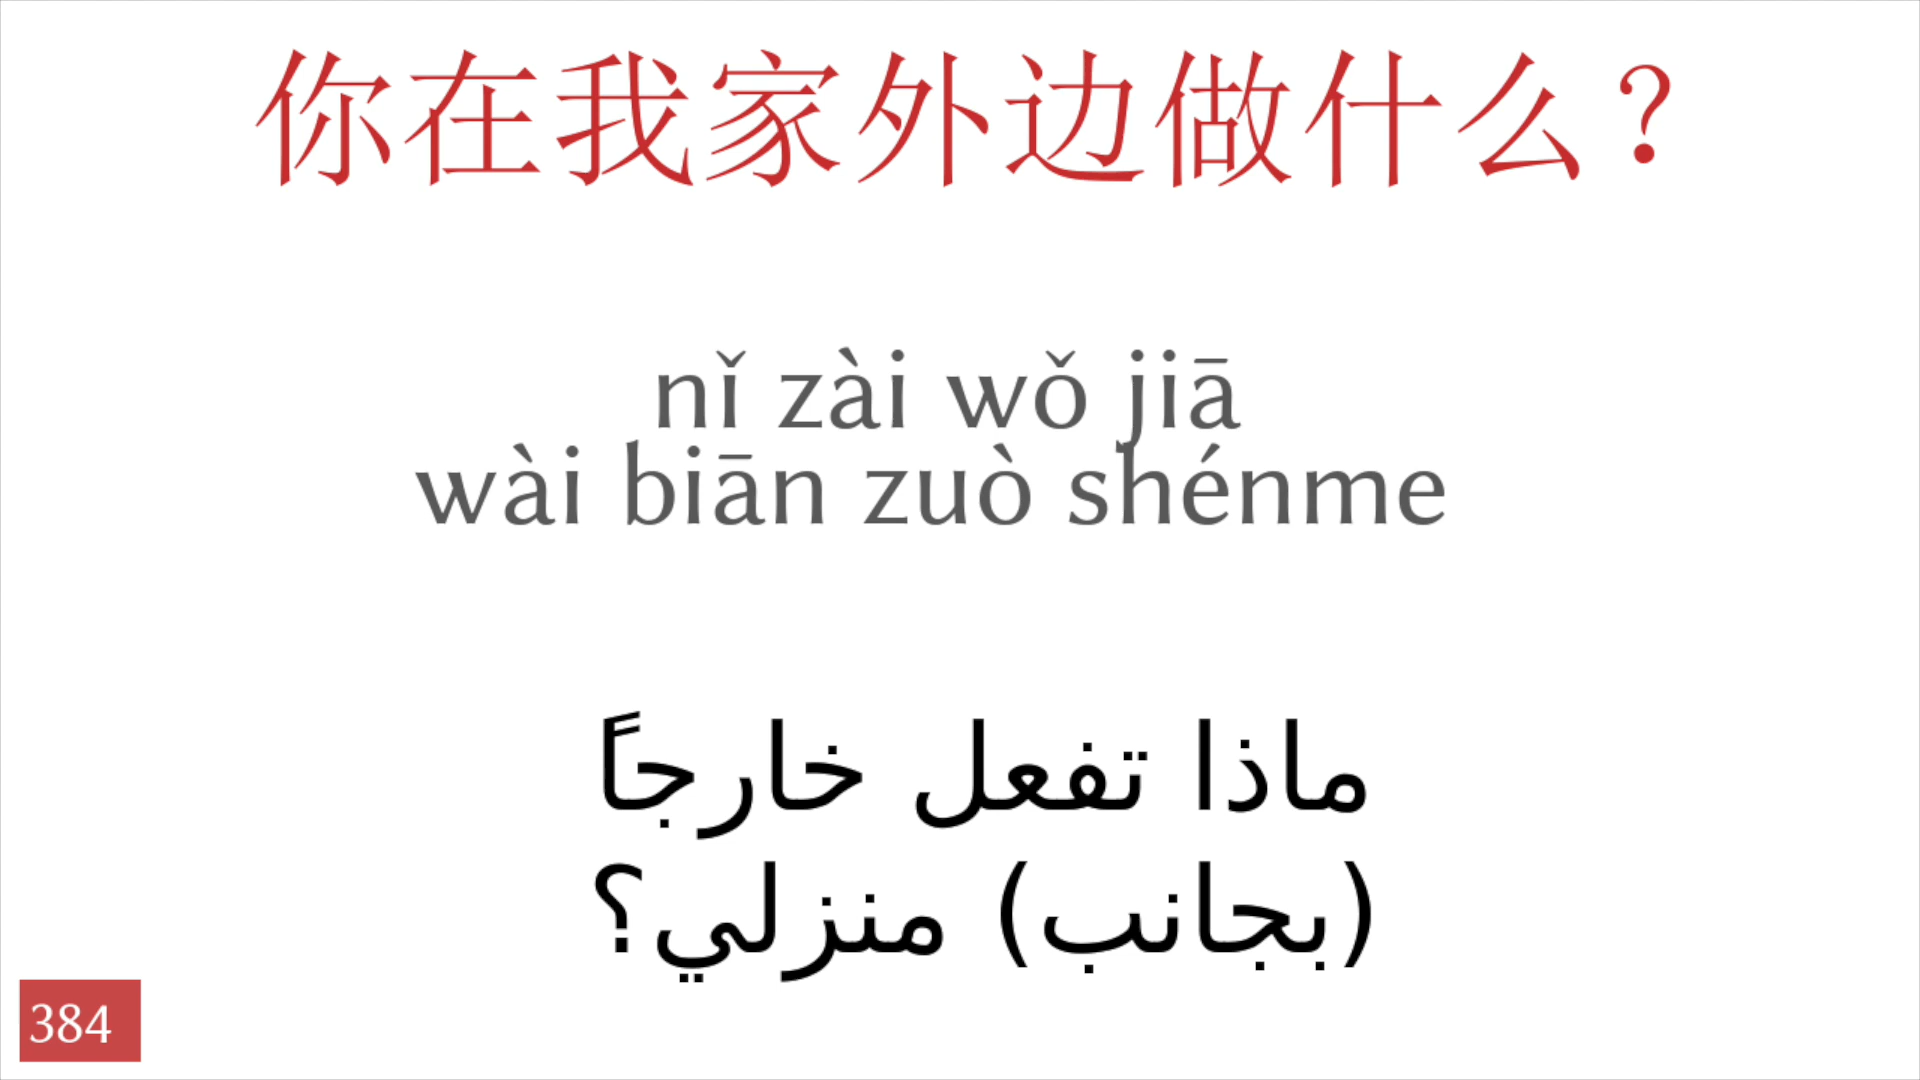 你在我家外边做什么？
nǐ zài wǒ jiā
wài biān zuò shénme
ماذا تفعل خارجاً
(بجانب) منزلي؟
384